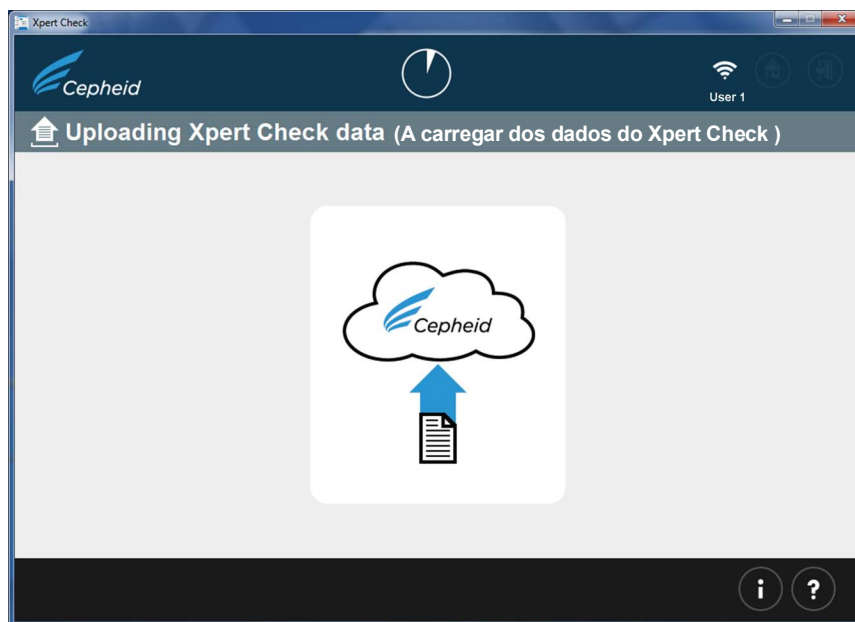 Xpert Check
Cepheid
User 1
Uploading Xpert Check data (A carregar dos dados do Xpert Check )
Cepheid
i ?